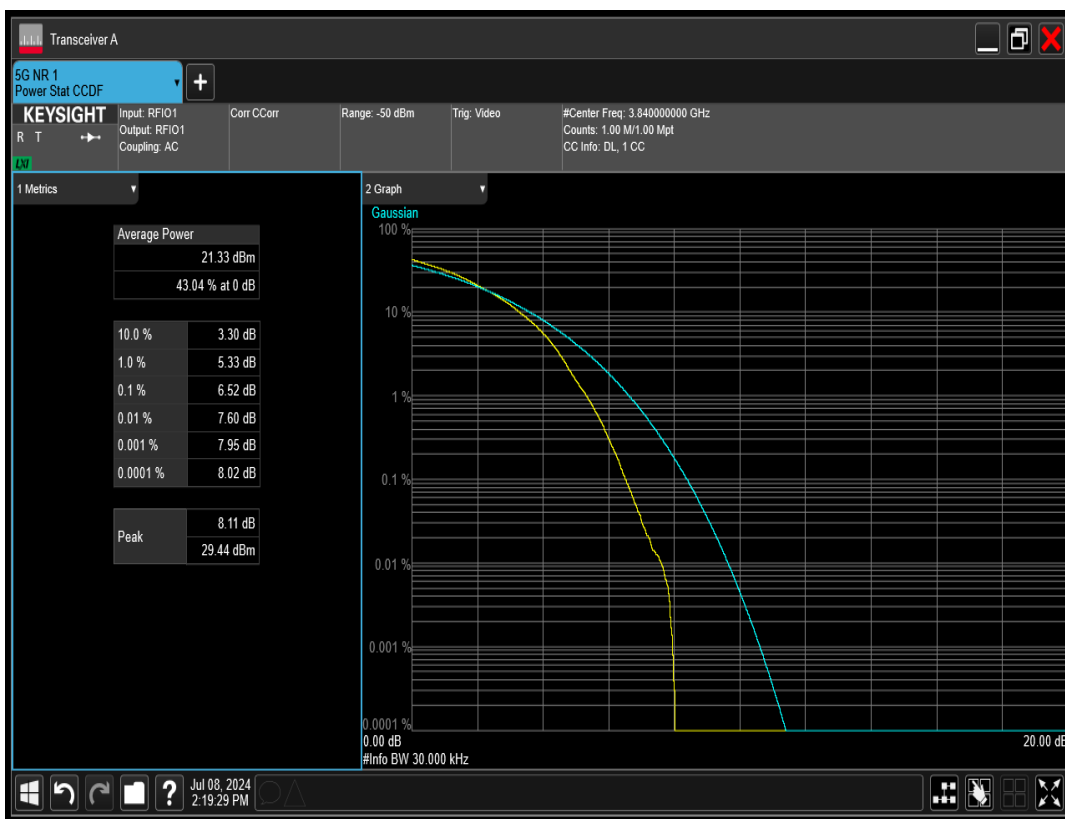 Transceiver A
5G NR 1
Power Stat CCDF
+
KEYSIGHT
R T
LXI
Input: RFIO1
Output: RFIO1
Coupling: AC
Corr CCorr
Range: -50 dBm
Trig: Video
#Center Freq: 3.840000000 GHz
Counts: 1.00 M/1.00 Mpt
CC Info: DL, 1 CC
1 Metrics
Average Power
21.33 dBm
43.04 % at 0 dB
10.0 % 3.30 dB
1.0 % 5.33 dB
0.1 % 6.52 dB
0.01 % 7.60 dB
0.001 % 7.95 dB
0.0001 % 8.02 dB
Peak
8.11 dB
29.44 dBm
2 Graph
Gaussian
100 %
10 %
1 %
0.1 %
0.01 %
0.001 %
0.0001 %
0.00 dB
20.00 dB
#Info BW 30.000 kHz
?
Jul 08, 2024
2:19:29 PM